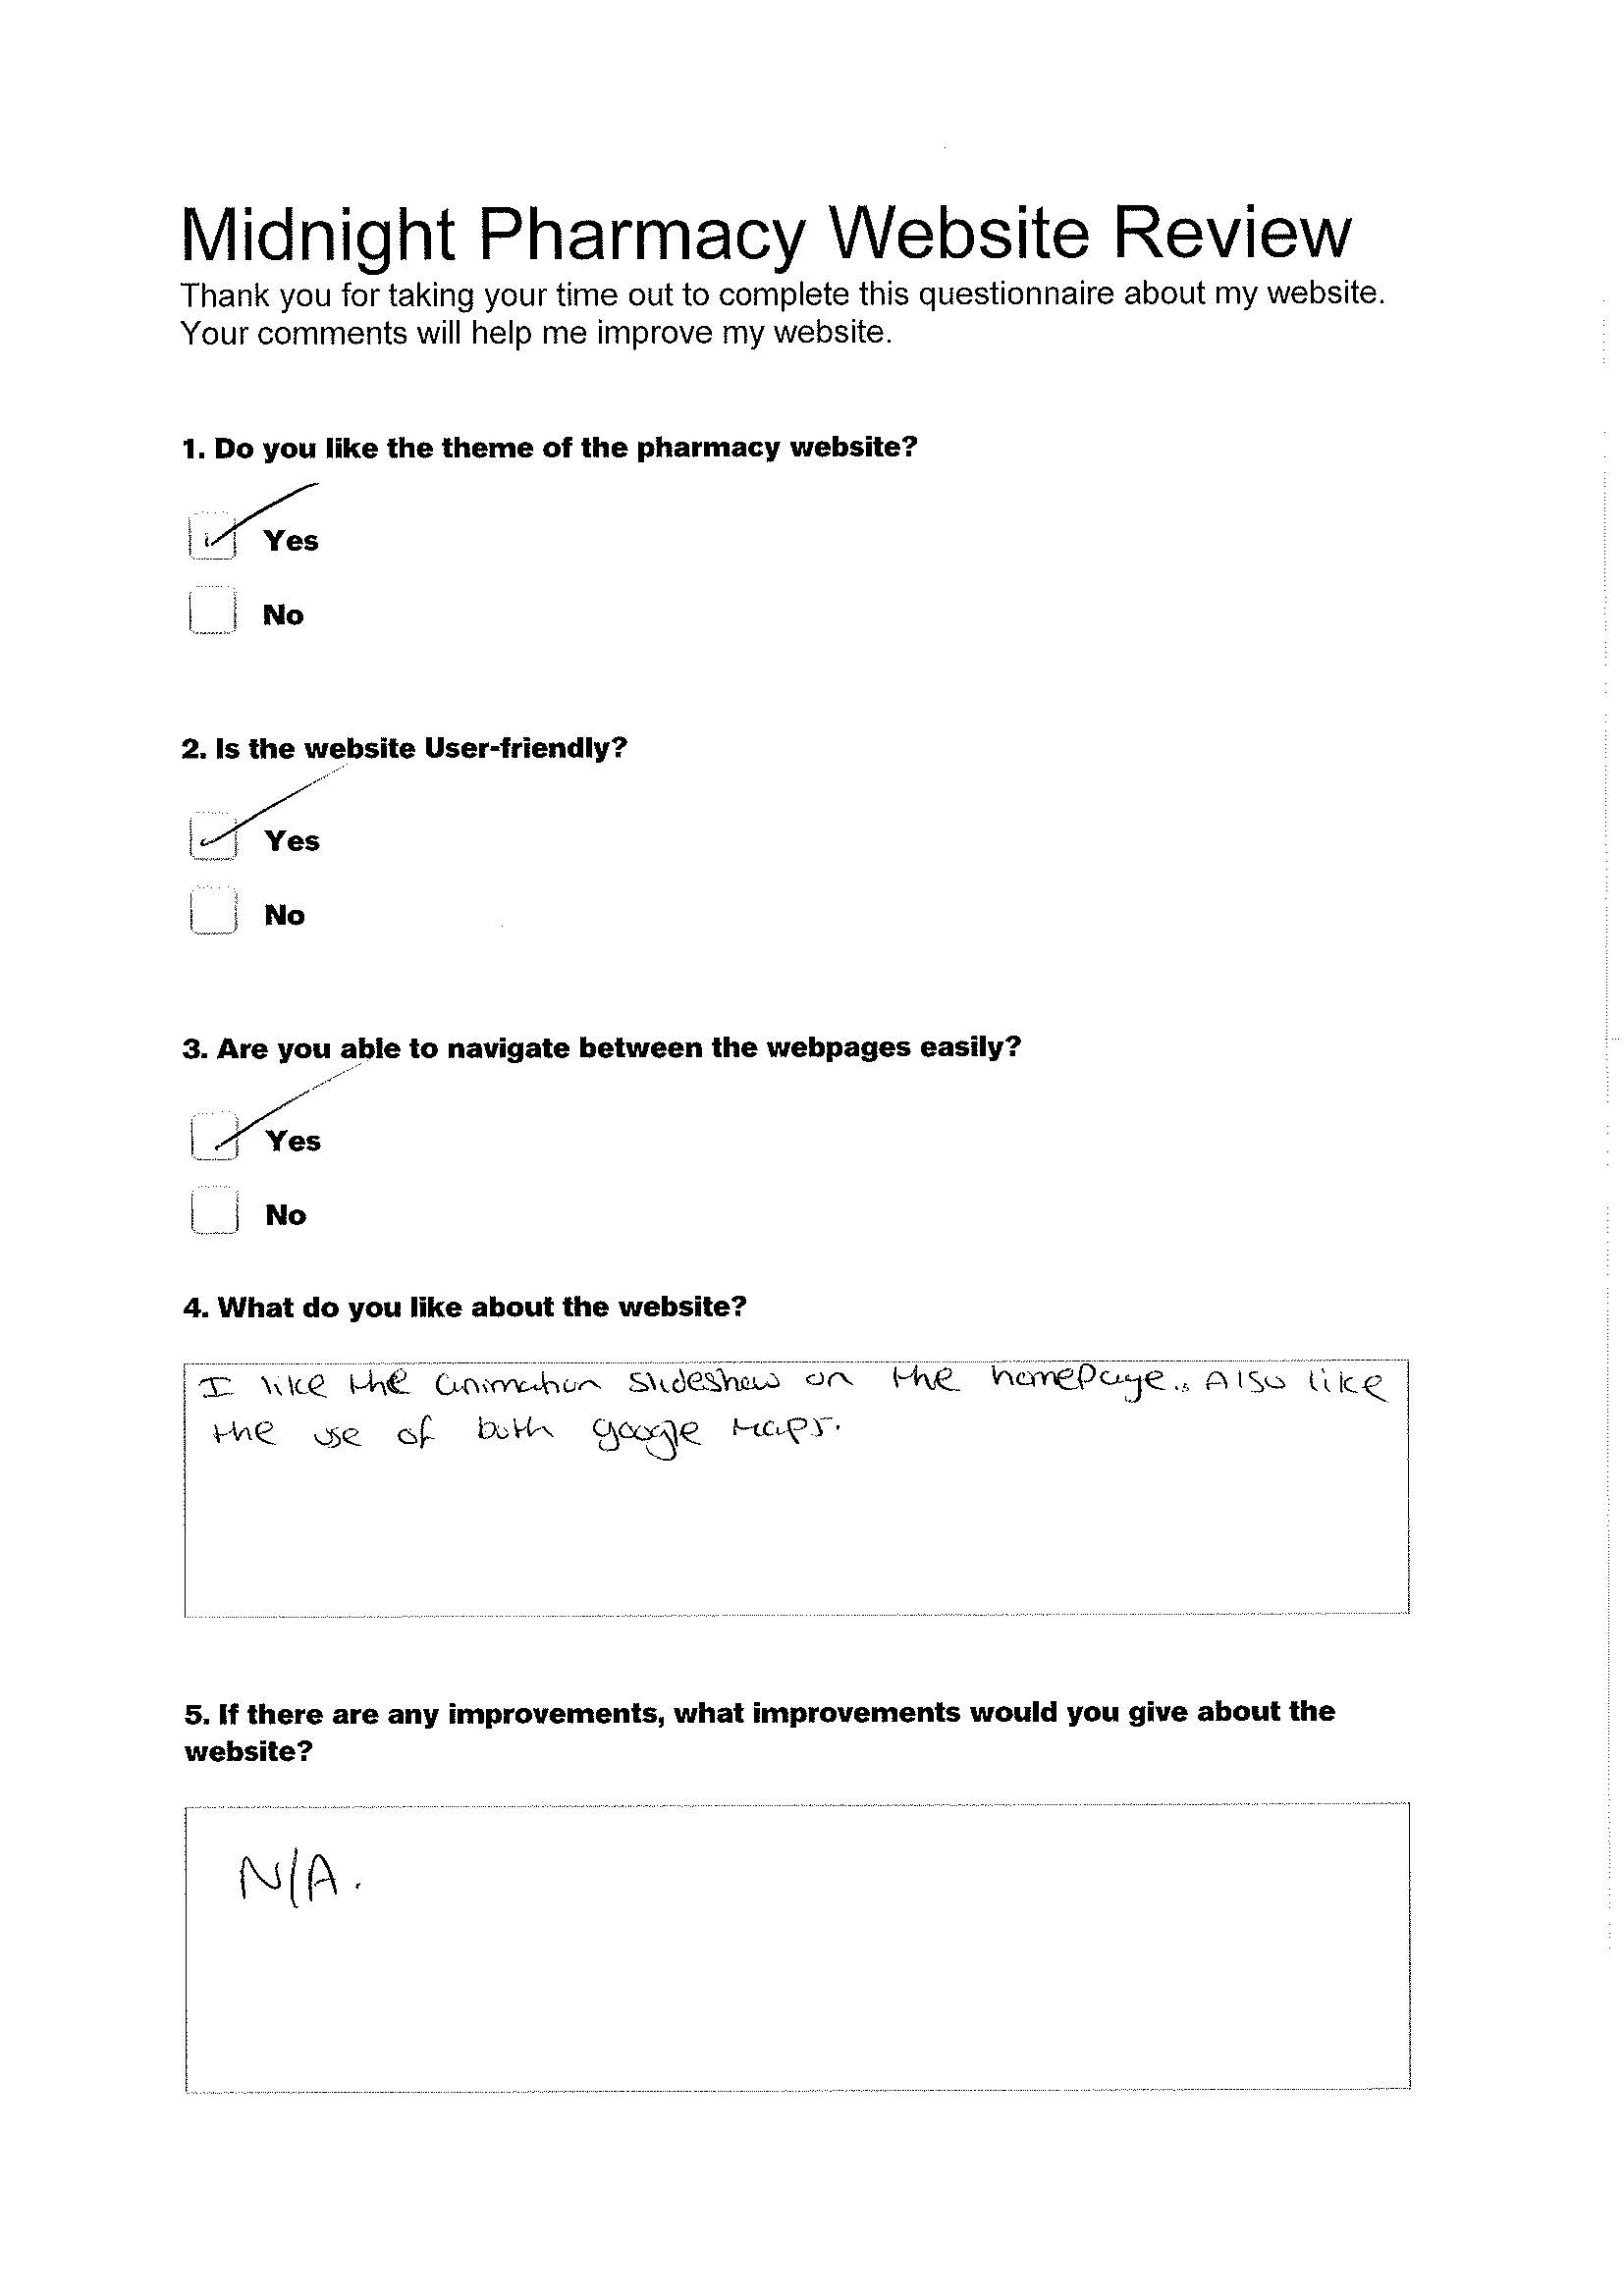 Midnight Pharmacy Website Review
Thank you for taking your time out to complete this questionnaire about my website.
Your comments will help me improve my website.
1. Do you like the theme of the pharmacy website?
Yes
No
2. Is the website User-friendly?
Yes
No
3. Are you able to navigate between the webpages easily?
Yes
No
4. What do you like about the website?
I like the animation slideshow on the homepage.. Also like
the use of both google maps.
5. If there are any improvements, what improvements would you give about the
website?
N/A.